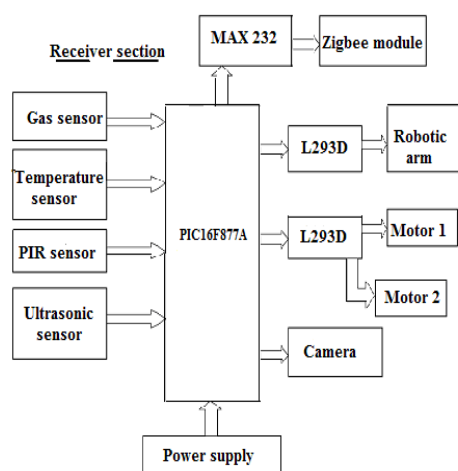 Receiver section
MAX 232
Zigbee module
Gas sensor
Temperature
sensor
PIR sensor
Ultrasonic
sensor
PIC16F877A
L293D
Robotic
arm
L293D
Motor 1
Motor 2
Camera
Power supply